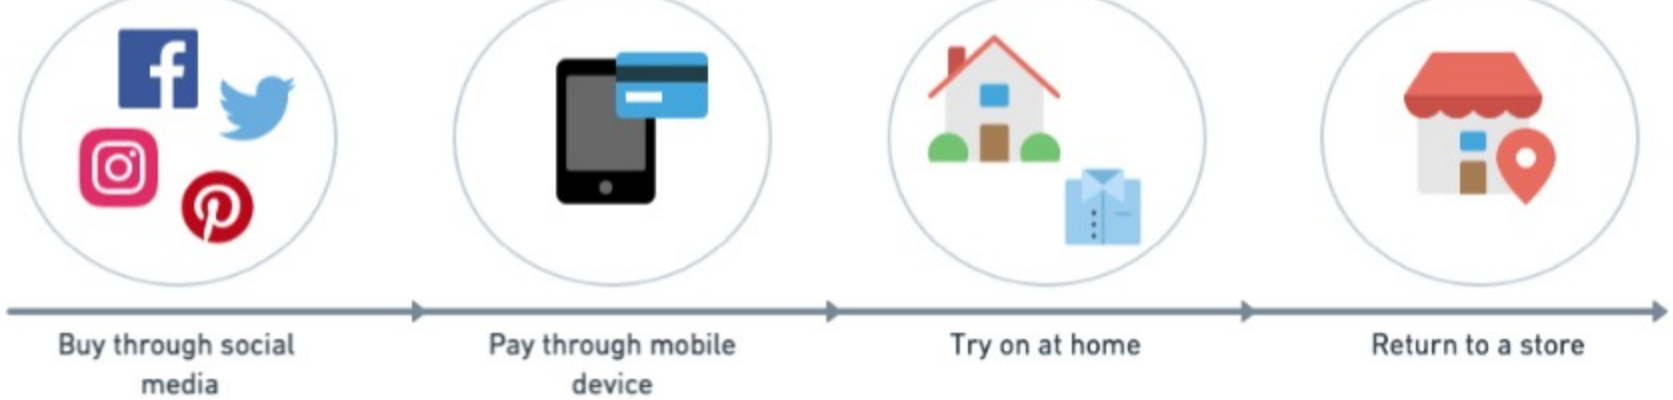 Buy through social
media
Pay through mobile
device
Try on at home
Return to a store